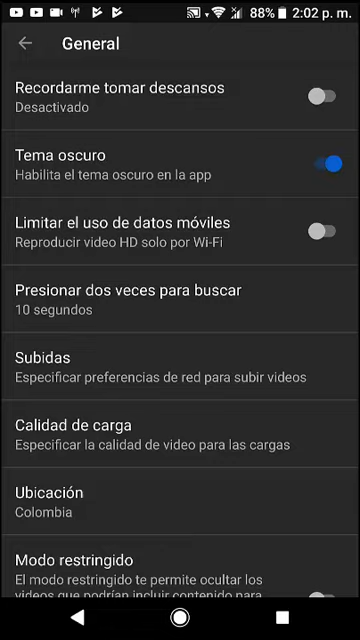 88% 2:02 p. m.
General
Recordarme tomar descansos
Desactivado
Tema oscuro
Habilita el tema oscuro en la app
Limitar el uso de datos móviles
Reproducir video HD solo por Wi-Fi
Presionar dos veces para buscar
10 segundos
Subidas
Especificar preferencias de red para subir videos
Calidad de carga
Especificar la calidad de video para las cargas
Ubicación
Colombia
Modo restringido
El modo restringido te permite ocultar los
videos que podrían incluir contenido para